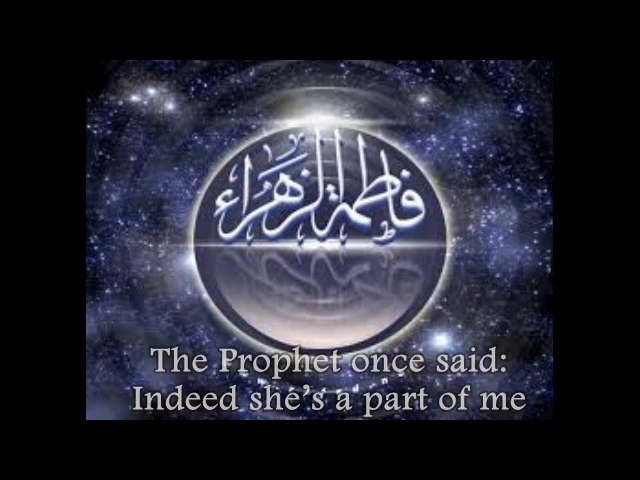 فاطمة الزهراء
The Prophet once said:
Indeed she's a part of me